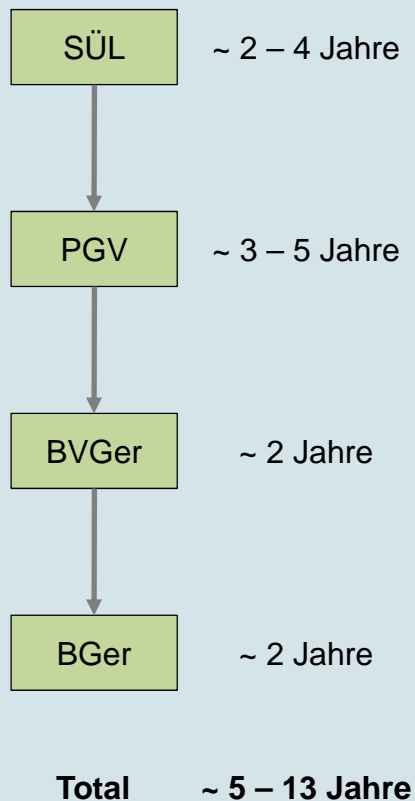 SÜL ~ 2 – 4 Jahre
PGV ~ 3 – 5 Jahre
BVGer ~ 2 Jahre
BGer ~ 2 Jahre
Total ~ 5 – 13 Jahre